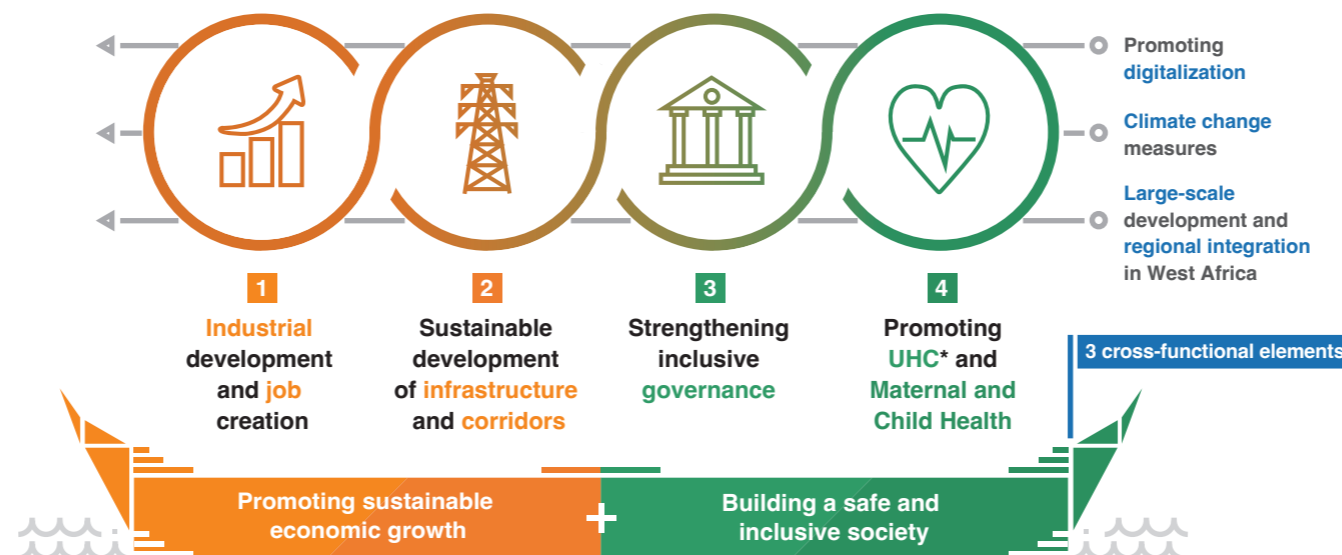 Promoting
digitalization
Climate change
measures
Large-scale
development and
regional integration
in West Africa
1
Industrial
development
and job
creation
2
Sustainable
development
of infrastructure
and corridors
3
Strengthening
inclusive
governance
4
Promoting
UHC* and
Maternal and
Child Health
3 cross-functional elements
Promoting sustainable
economic growth
+
Building a safe and
inclusive society